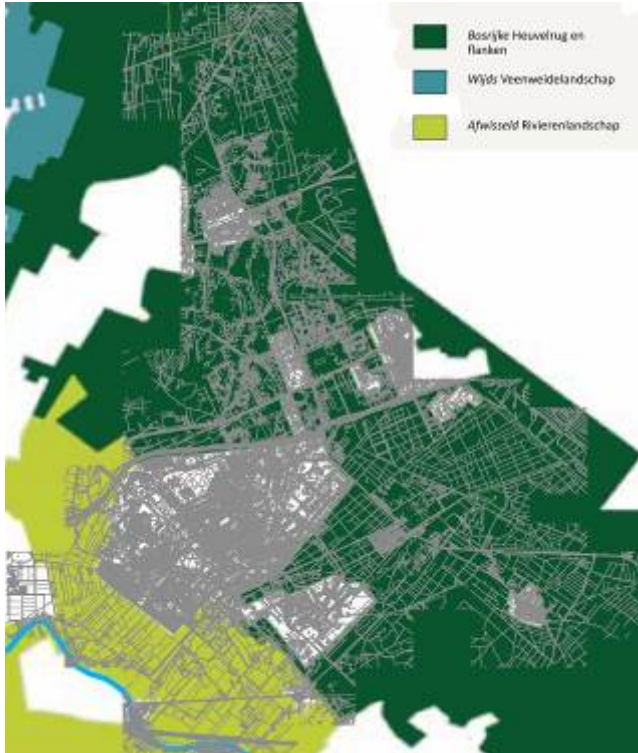 Bosrijke Heuvelrug en
flanken
Wijds Veenweidelandschap
Afwisseld Rivierenlandschap